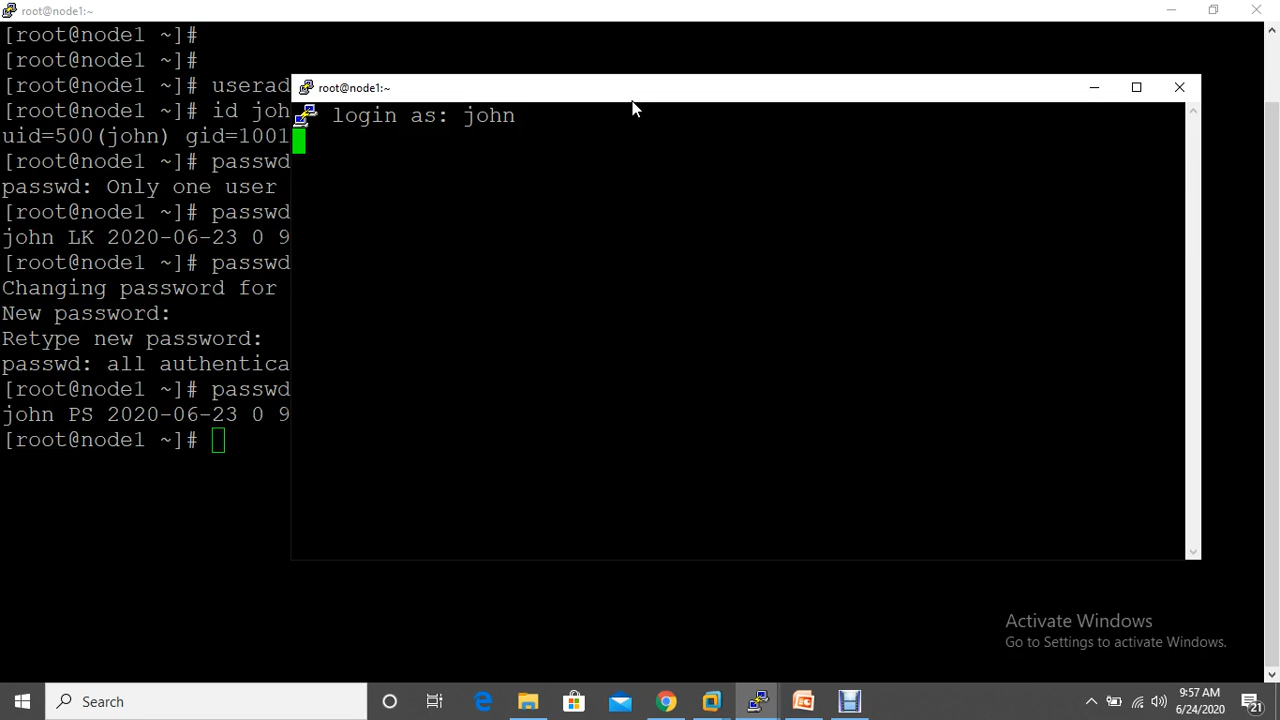 root@node1:~
[root@node1 ~]#
[root@node1 ~]#
[root@node1 ~]# userad
[root@node1 ~]# id joh
uid=500(john) gid=1001
[root@node1 ~]# passwd
passwd: Only one user
[root@node1 ~]# passwd
john LK 2020-06-23 0 9
[root@node1 ~]# passwd
Changing password for
New password:
Retype new password:
passwd: all authentica
[root@node1 ~]# passwd
john PS 2020-06-23 0 9
[root@node1 ~]#
root@node1:~
login as: john
Activate Windows
Go to Settings to activate Windows.
Search
9:57 AM
6/24/2020
21